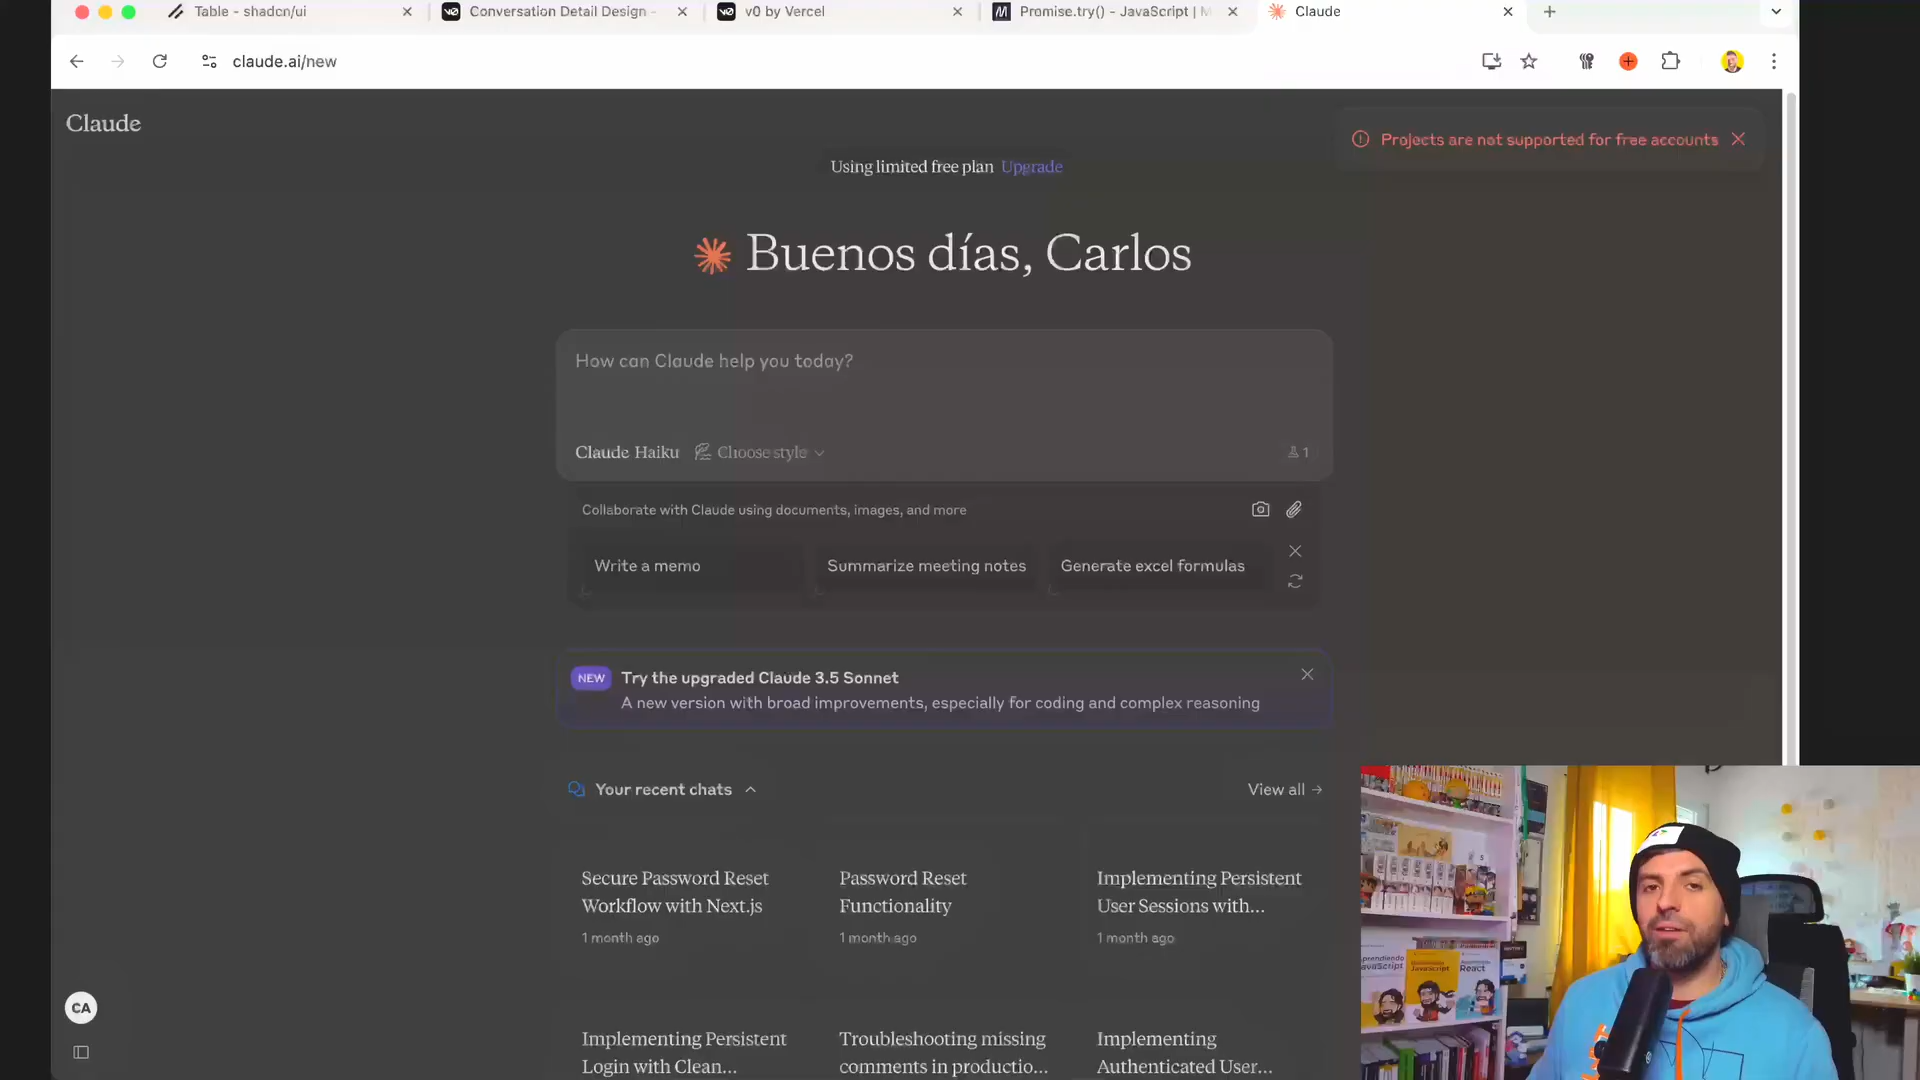 Table - shadcn/ui
Conversation Detail Design -
v0 by Vercel
Promise.try() - JavaScript | M
Claude
claude.ai/new
Claude
Projects are not supported for free accounts
Using limited free plan Upgrade
Buenos días, Carlos
How can Claude help you today?
Claude Haiku Choose style
1
Collaborate with Claude using documents, images, and more
Write a memo
Summarize meeting notes
Generate excel formulas
NEW Try the upgraded Claude 3.5 Sonnet
A new version with broad improvements, especially for coding and complex reasoning
Your recent chats
View all →
Secure Password Reset
Workflow with Next.js
1 month ago
Password Reset
Functionality
1 month ago
Implementing Persistent
User Sessions with...
1 month ago
CA
Implementing Persistent
Login with Clean...
Troubleshooting missing
comments in productio...
Implementing
Authenticated User...
prendiendo
JavaScript
JavaScript
React